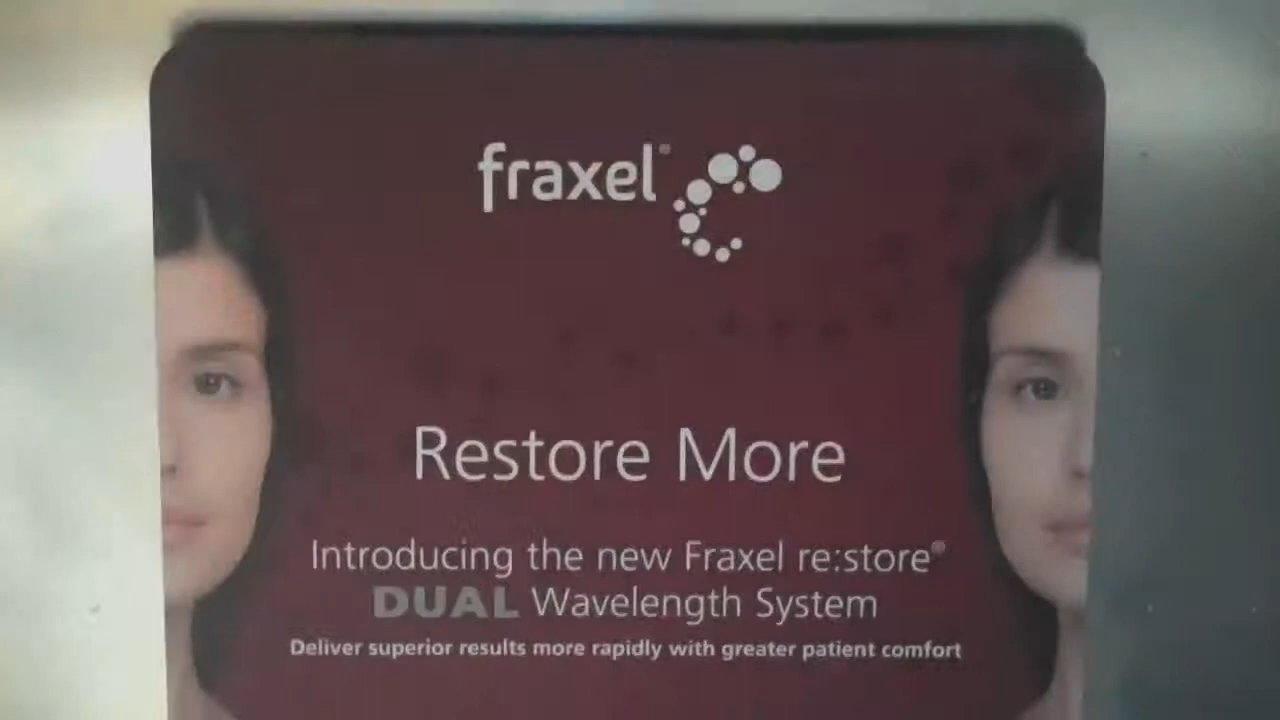 fraxel®
Restore More
Introducing the new Fraxel re:store®
DUAL Wavelength System
Deliver superior results more rapidly with greater patient comfort